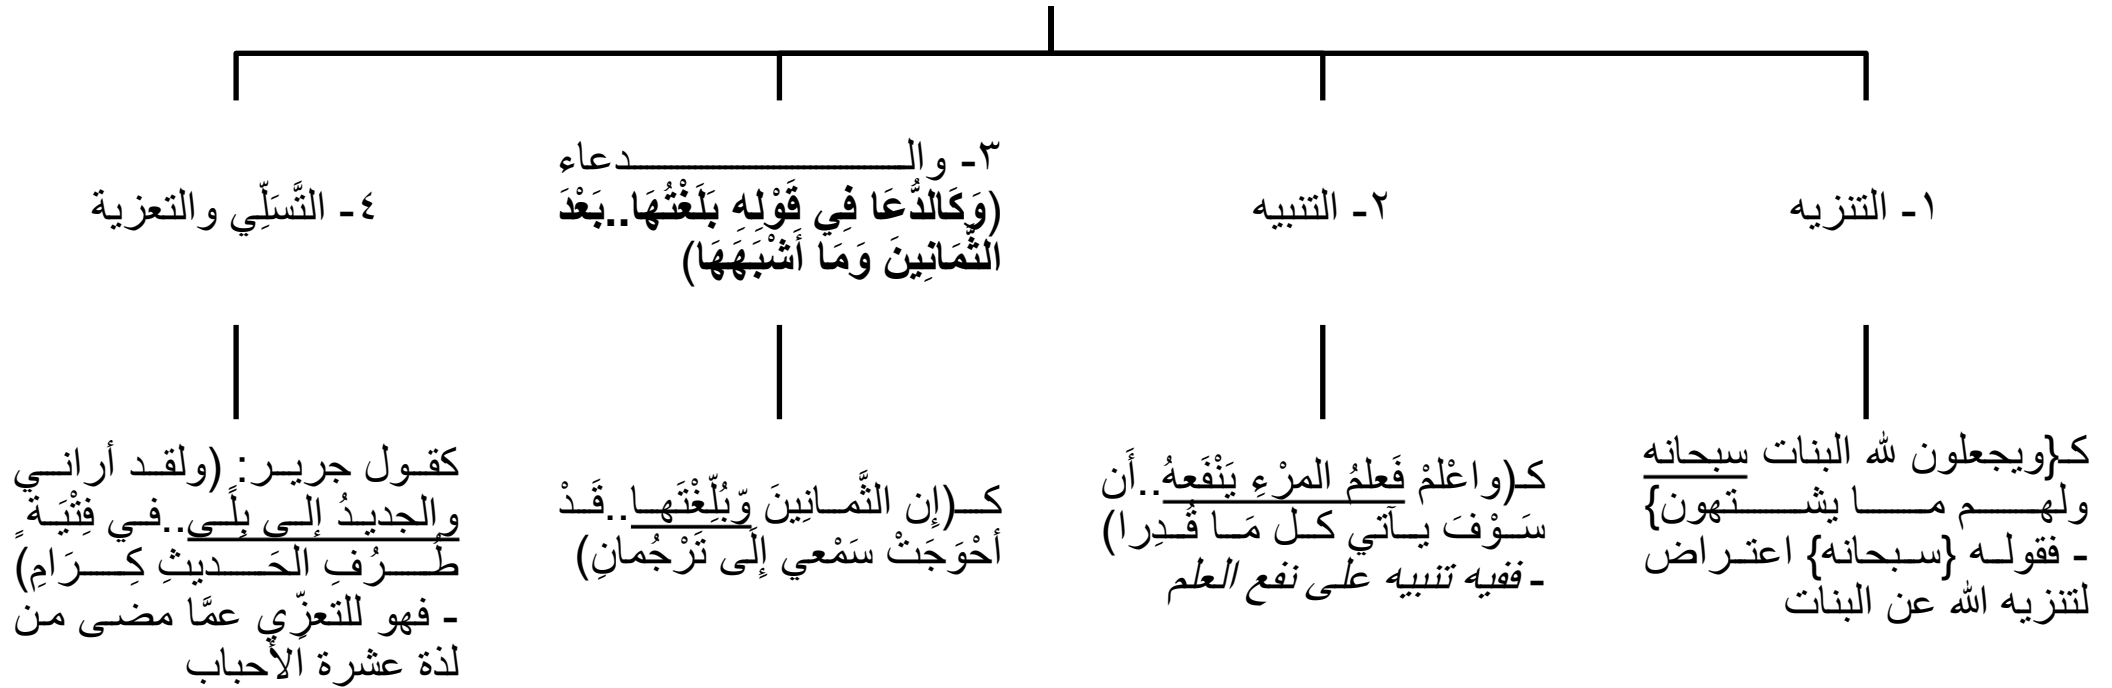 ١- التنزيه
٢- التنبيه
٣- والدعاء
(وَكَالدُّعَا فِي قَوْلِهِ بَلَغْتُهَا..بَعْدَ
الثَّمَانِينَ وَمَا أَشْبَهَهَا)
٤- التَّسَلِّي والتعزية
كـ{ويجعلون لله البنات سبحانه
ولهم ما يشتهون}
- فقوله {سبحانه} اعتراض
لتنزيه الله عن البنات
كـ(واعْلمْ فَعلمُ المرْءِ يَنْفَعهُ..أَن
سَوْفَ يآتي كل مَا قُدِرا)
- ففيه تنبيه على نفع العلم
كـ(إِن الثَّمانِينَ وّبُلِّغْتَها..قَدْ
أحْوَجَتْ سَمْعي إِلَى تَرْجُمانِ)
كقول جرير: (ولقد أراني
والجديدُ إلى بِلًى..في فِتْيَةٍ
طُرُفِ الحَديثِ كِرَامِ)
- فهو للتعزّي عمَّا مضى من
لذة عشرة الأحباب